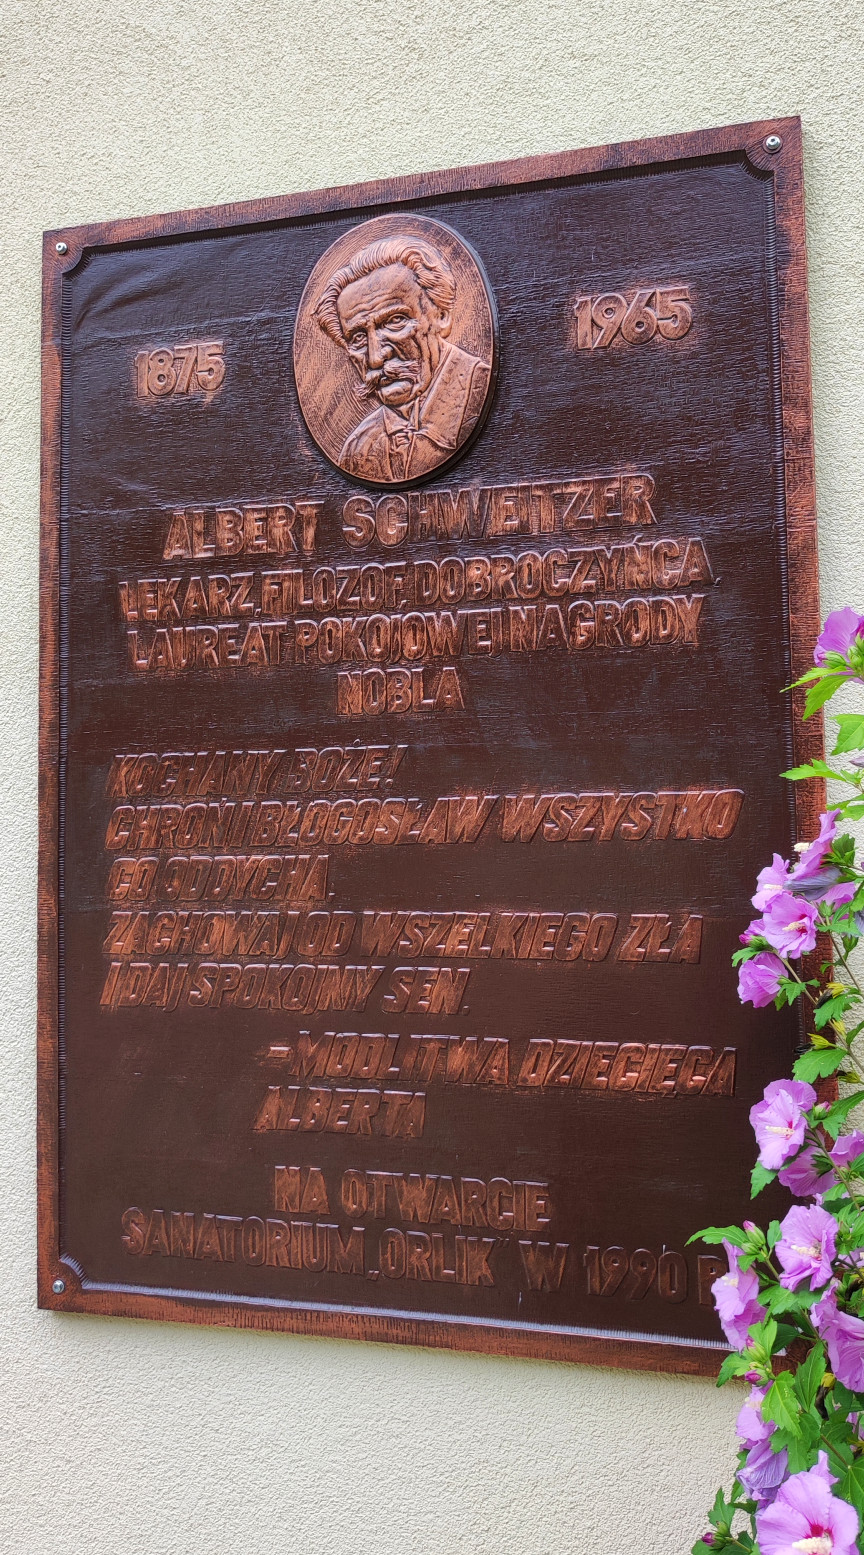 1875
1965
ALBERT SCHWEITZER
LEKARZ, FILOZOF, DOBROCZYŃCA,
LAUREAT POKOJOWEJ NAGRODY
NOBLA
KOCHANY BOŻE!
CHROŃ I BŁOGOSŁAW WSZYSTKO
CO ODDYCHA.
ZACHOWAJ OD WSZELKIEGO ZŁA
I DAJ SPOKOJNY SEN.
- MODLITWA DZIECIĘCA
ALBERTA
NA OTWARCIE
SANATORIUM „ORLIK" W 1990 R